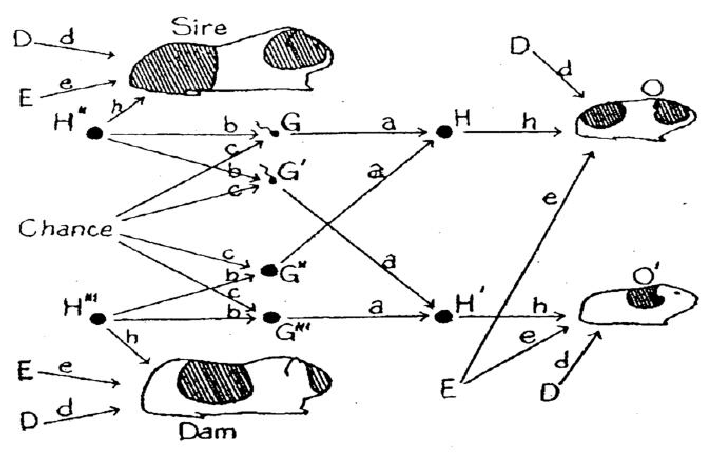 Sire
D d
E e
H" h
b G a H h O
c
b G' a
c
D d
Chance
e
c
b G" a
c
H"' b G"' a H' h O'
h
e
E e
D d
E D d
Dam